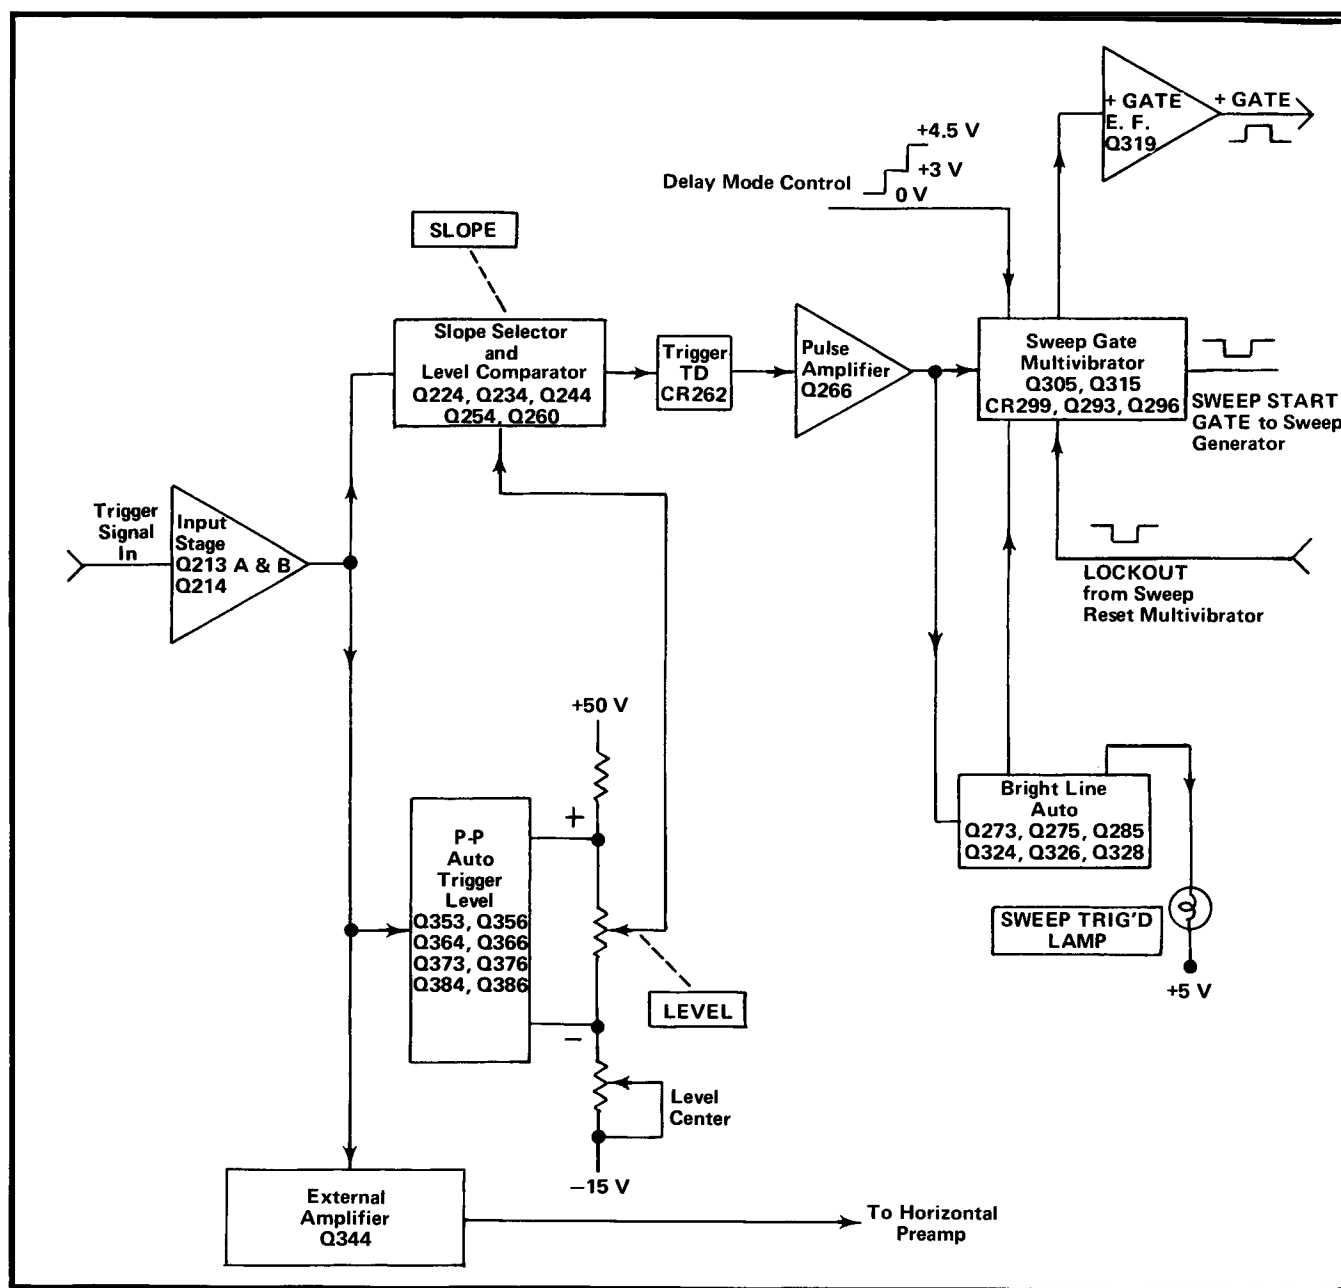 + GATE
E. F.
Q319
+ GATE
+4.5 V
+3 V
0 V
Delay Mode Control
SLOPE
Slope Selector
and
Level Comparator
Q224, Q234, Q244
Q254, Q260
Trigger
TD
CR262
Pulse
Amplifier
Q266
Sweep Gate
Multivibrator
Q305, Q315
CR299, Q293, Q296
SWEEP START
GATE to Sweep
Generator
Trigger
Signal
In
Input
Stage
Q213 A & B
Q214
LOCKOUT
from Sweep
Reset Multivibrator
+50 V
+
P-P
Auto
Trigger
Level
Q353, Q356
Q364, Q366
Q373, Q376
Q384, Q386
−
LEVEL
Level
Center
−15 V
Bright Line
Auto
Q273, Q275, Q285
Q324, Q326, Q328
SWEEP TRIG'D
LAMP
+5 V
External
Amplifier
Q344
To Horizontal
Preamp